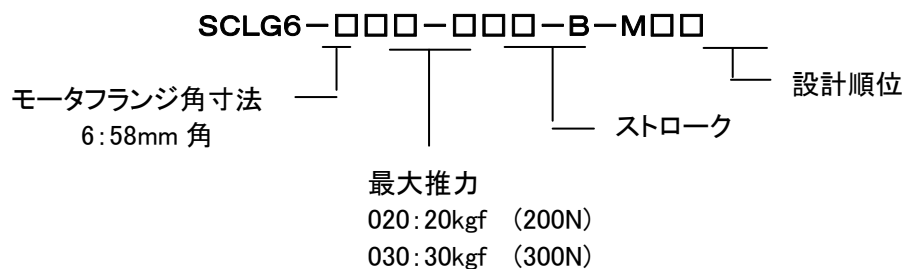 SCLG6-□□□-□□□-B-M□□
モータフランジ角寸法
6:58mm 角
設計順位
ストローク
最大推力
020:20kgf (200N)
030:30kgf (300N)